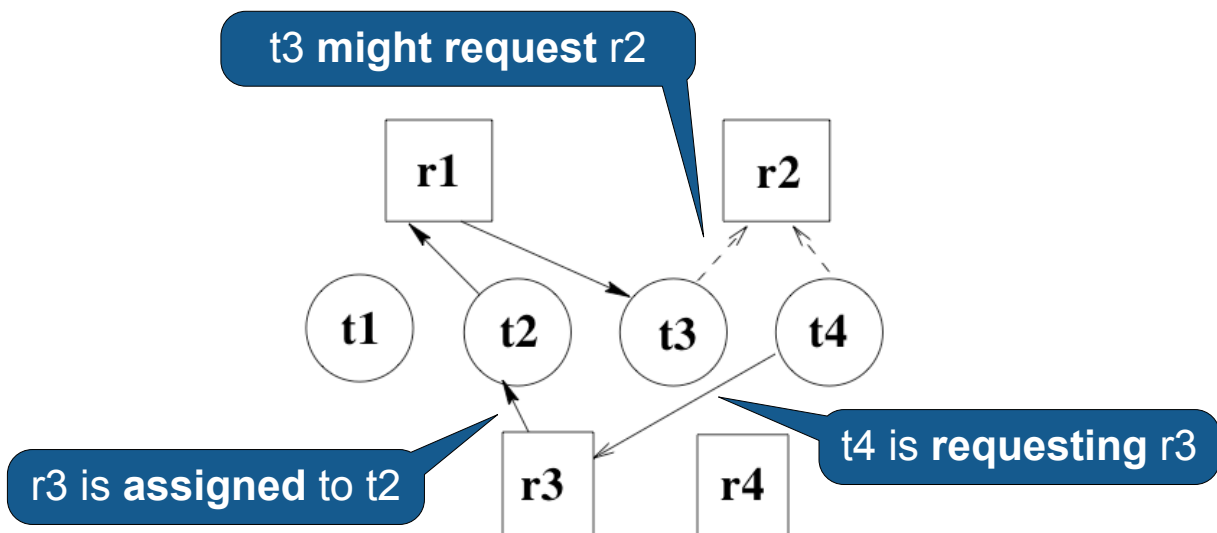 t3 might request r2
r1
r2
t1
t2
t3
t4
r3 is assigned to t2
t4 is requesting r3
r3
r4